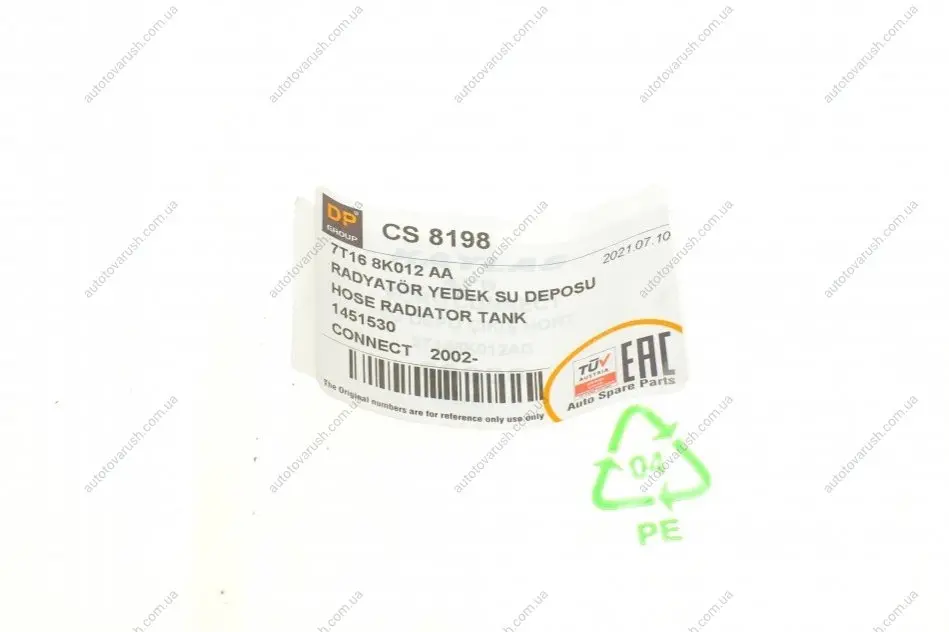 DP
GROUP
CS 8198
2021.07.10
7T16 8K012 AA
RADYATÖR YEDEK SU DEPOSU
HOSE RADIATOR TANK
1451530
CONNECT 2002-
The Original numbers are for reference only use only
TÜV
AUSTRIA
EAC
Auto Spare Parts
04
PE
autotovarush.com.ua